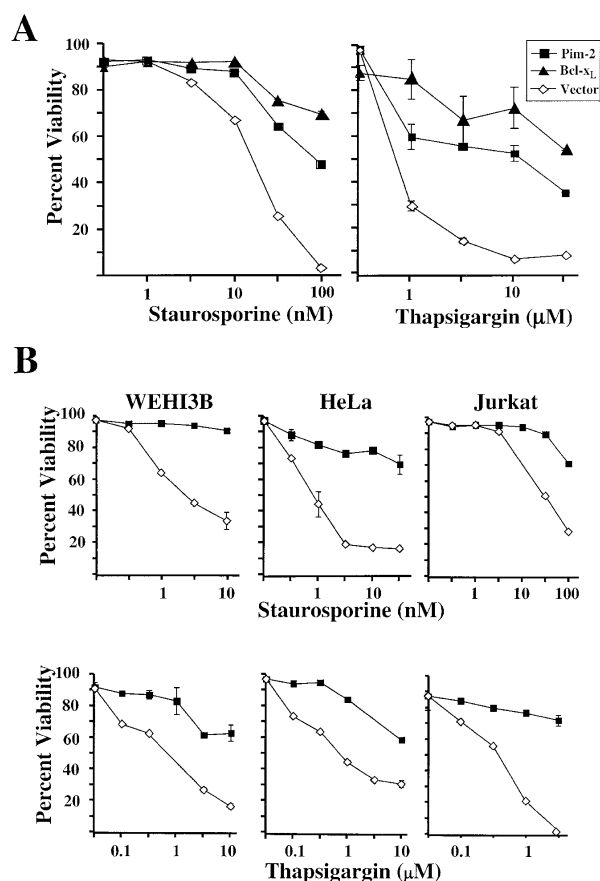 A
Percent Viability
100
80
60
40
20
1
10
100
Staurosporine (nM)
1
10
Thapsigargin (µM)
Pim-2
Bcl-xL
Vector
B
WEHI3B
HeLa
Jurkat
Percent Viability
100
80
60
40
20
1
10
1
10
1
10
100
Staurosporine (nM)
Percent Viability
100
80
60
40
20
0.1
1
10
0.1
1
10
0.1
1
Thapsigargin (µM)